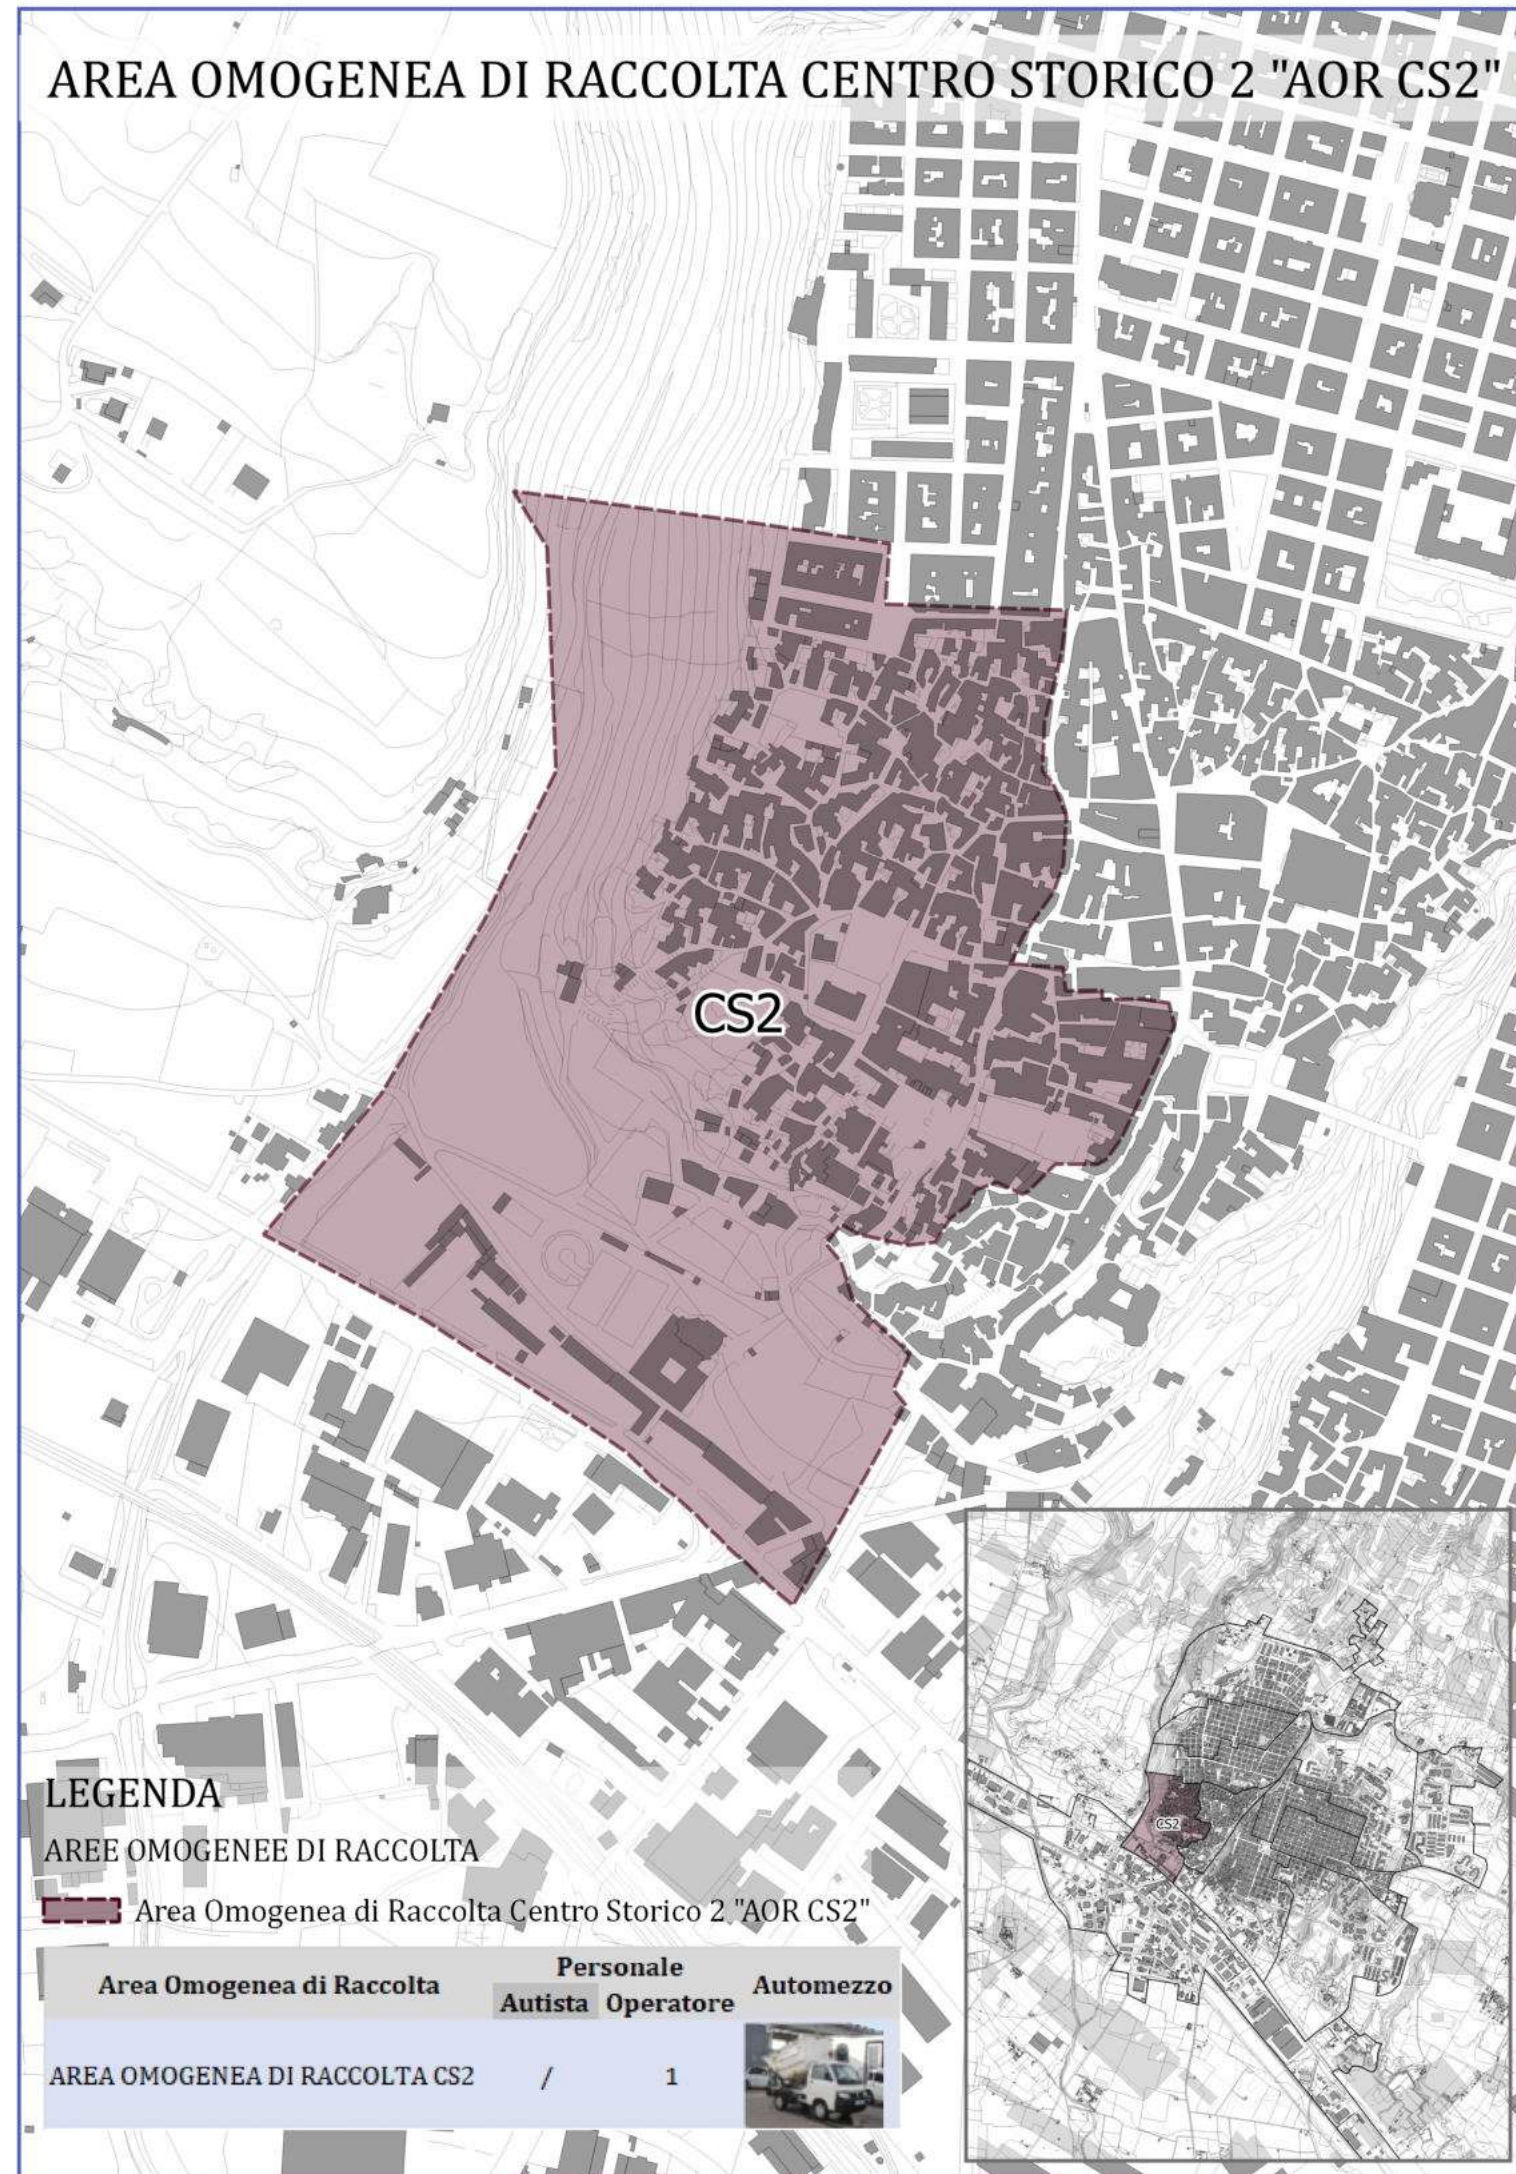 AREA OMOGENEA DI RACCOLTA CENTRO STORICO 2 "AOR CS2"
CS2
LEGENDA
AREE OMOGENEE DI RACCOLTA
Area Omogenea di Raccolta Centro Storico 2 "AOR CS2"
Area Omogenea di Raccolta Personale Automezzo
Autista Operatore
AREA OMOGENEA DI RACCOLTA CS2 / 1
CS2